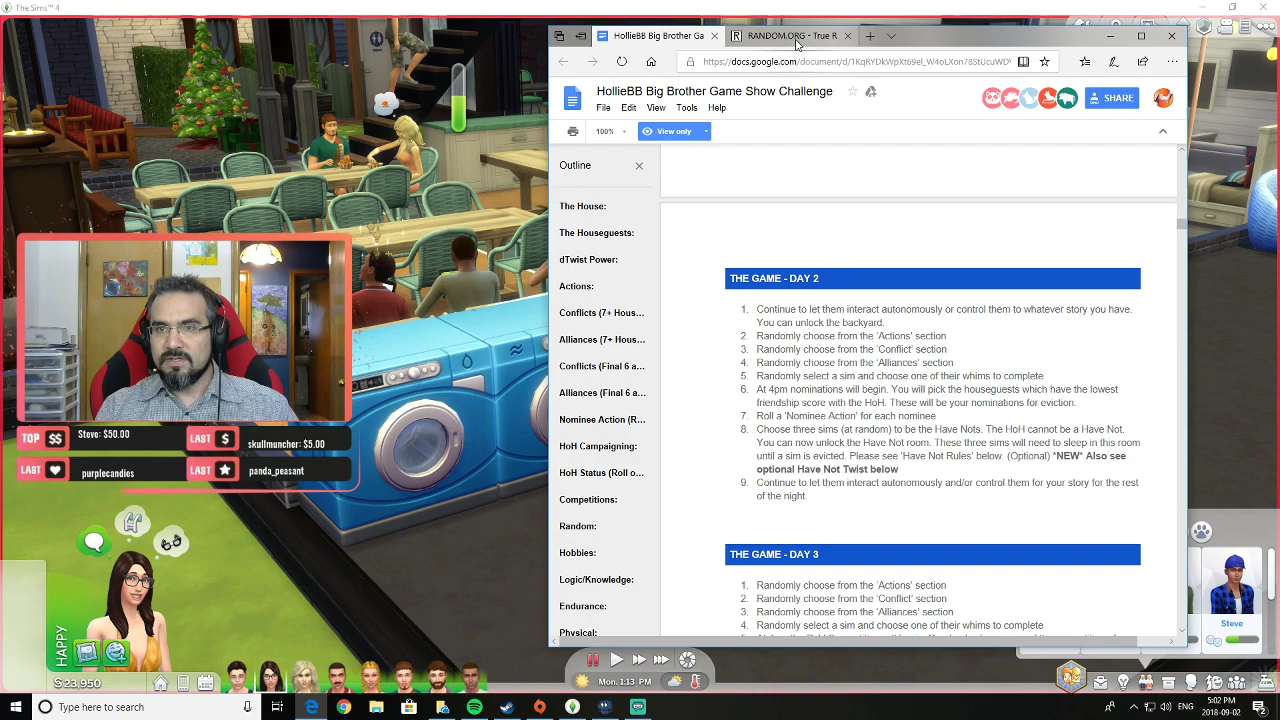 The Sims™ 4
HollieBB Big Brother Ga
RANDOM.ORG - True R
https://docs.google.com/document/d/1KqRYDkWpXt69el_W4oLXon78StUcuWDV
HollieBB Big Brother Game Show Challenge
File Edit View Tools Help
SHARE
100%
View only
Outline
The House:
The Houseguests:
dTwist Power:
Actions:
Conflicts (7+ Hous...
Alliances (7+ Hous...
Conflicts (Final 6 a...
Alliances (Final 6 a...
Nominee Action (R...
HoH Campaigning:
HoH Status (Roll o...
Competitions:
Random:
Hobbies:
Logic/Knowledge:
Endurance:
Physical:
THE GAME - DAY 2
1. Continue to let them interact autonomously or control them to whatever story you have.
You can unlock the backyard.
2. Randomly choose from the 'Actions' section
3. Randomly choose from the 'Conflict' section
4. Randomly choose from the 'Alliances' section
5. Randomly select a sim and choose one of their whims to complete
6. At 4pm nominations will begin. You will pick the houseguests which have the lowest
friendship score with the HoH. These will be your nominations for eviction.
7. Roll a 'Nominee Action' for each nominee
8. Choose three sims (at random) to be the Have Nots. The HoH cannot be a Have Not.
You can now unlock the Have Not room. These three sims will need to sleep in this room
until a sim is evicted. Please see 'Have Not Rules' below. (Optional) *NEW* Also see
optional Have Not Twist below
9. Continue to let them interact autonomously and/or control them for your story for the rest
of the night.
THE GAME - DAY 3
1. Randomly choose from the 'Actions' section
2. Randomly choose from the 'Conflict' section
3. Randomly choose from the 'Alliances' section
4. Randomly select a sim and choose one of their whims to complete
TOP $$ Steve: $50.00
LAST $ skullmuncher: $5.00
LAST purplecandies
LAST panda_peasant
HAPPY
23,950
Mon. 1:13 PM
Steve
Type here to search
ENG
5:02 PM
2018-09-02